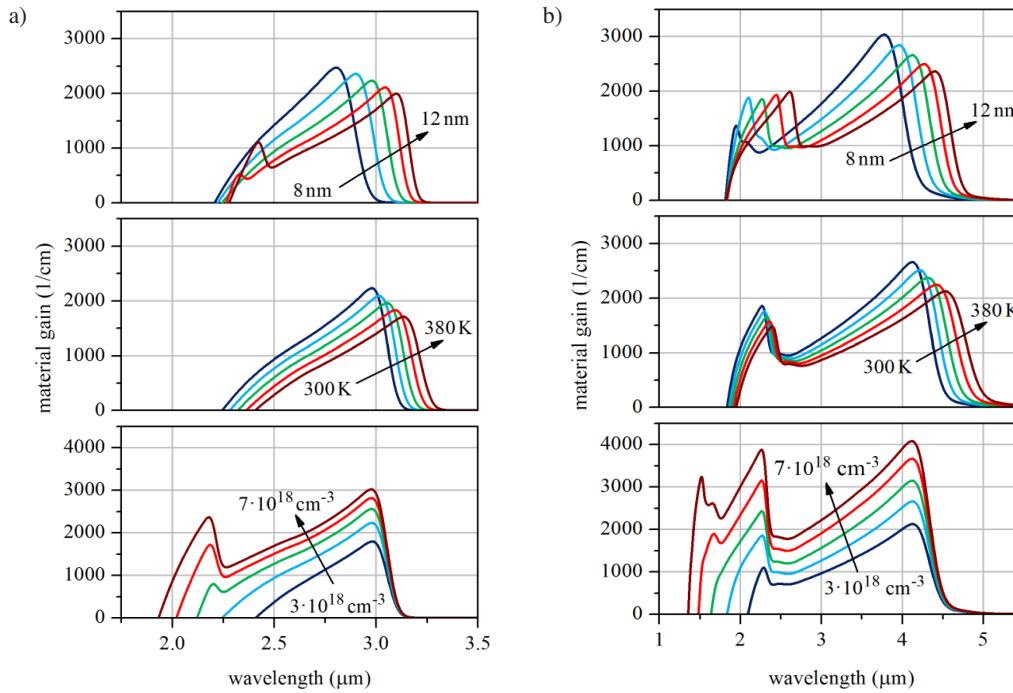 a)
3000
2000
1000
0
12 nm
8 nm
3000
2000
1000
0
380 K
300 K
4000
3000
2000
1000
0
7·10^18 cm^-3
3·10^18 cm^-3
2.0 2.5 3.0 3.5
wavelength (μm)
material gain (1/cm)
b)
3000
2000
1000
0
12 nm
8 nm
3000
2000
1000
0
380 K
300 K
4000
3000
2000
1000
0
7·10^18 cm^-3
3·10^18 cm^-3
1 2 3 4 5
wavelength (μm)
material gain (1/cm)